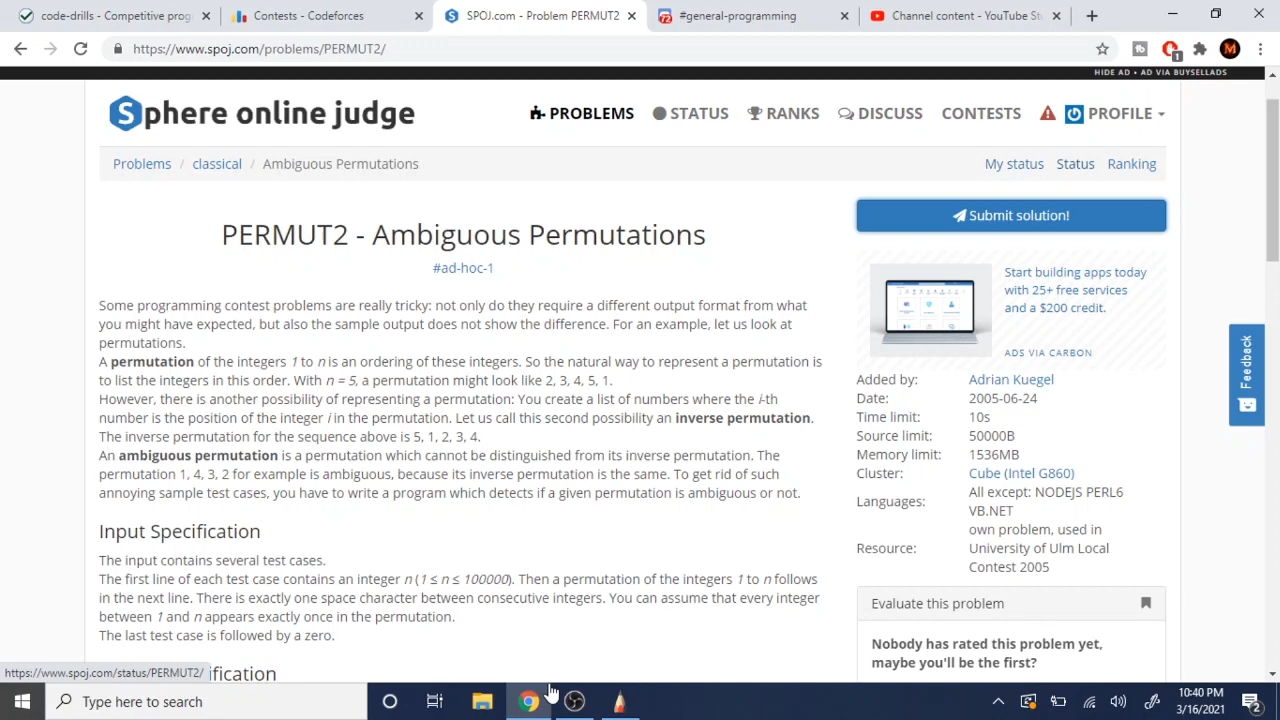 code-drills - Competitive prog
Contests - Codeforces
SPOJ.com - Problem PERMUT2
#general-programming
Channel content - YouTube St
https://www.spoj.com/problems/PERMUT2/
HIDE AD • AD VIA BUYSELLADS
Sphere online judge
PROBLEMS
STATUS
RANKS
DISCUSS
CONTESTS
PROFILE
Problems / classical / Ambiguous Permutations
My status Status Ranking
PERMUT2 - Ambiguous Permutations
#ad-hoc-1
Some programming contest problems are really tricky: not only do they require a different output format from what
you might have expected, but also the sample output does not show the difference. For an example, let us look at
permutations.
A permutation of the integers 1 to n is an ordering of these integers. So the natural way to represent a permutation is
to list the integers in this order. With n = 5, a permutation might look like 2, 3, 4, 5, 1.
However, there is another possibility of representing a permutation: You create a list of numbers where the i-th
number is the position of the integer i in the permutation. Let us call this second possibility an inverse permutation.
The inverse permutation for the sequence above is 5, 1, 2, 3, 4.
An ambiguous permutation is a permutation which cannot be distinguished from its inverse permutation. The
permutation 1, 4, 3, 2 for example is ambiguous, because its inverse permutation is the same. To get rid of such
annoying sample test cases, you have to write a program which detects if a given permutation is ambiguous or not.
Input Specification
The input contains several test cases.
The first line of each test case contains an integer n (1 ≤ n ≤ 100000). Then a permutation of the integers 1 to n follows
in the next line. There is exactly one space character between consecutive integers. You can assume that every integer
between 1 and n appears exactly once in the permutation.
The last test case is followed by a zero.
Submit solution!
Start building apps today
with 25+ free services
and a $200 credit.
ADS VIA CARBON
Added by: Adrian Kuegel
Date: 2005-06-24
Time limit: 10s
Source limit: 50000B
Memory limit: 1536MB
Cluster: Cube (Intel G860)
Languages: All except: NODEJS PERL6
VB.NET
Resource: own problem, used in
University of Ulm Local
Contest 2005
Evaluate this problem
Nobody has rated this problem yet,
maybe you'll be the first?
Feedback
https://www.spoj.com/status/PERMUT2/
ification
Type here to search
10:40 PM
3/16/2021
2